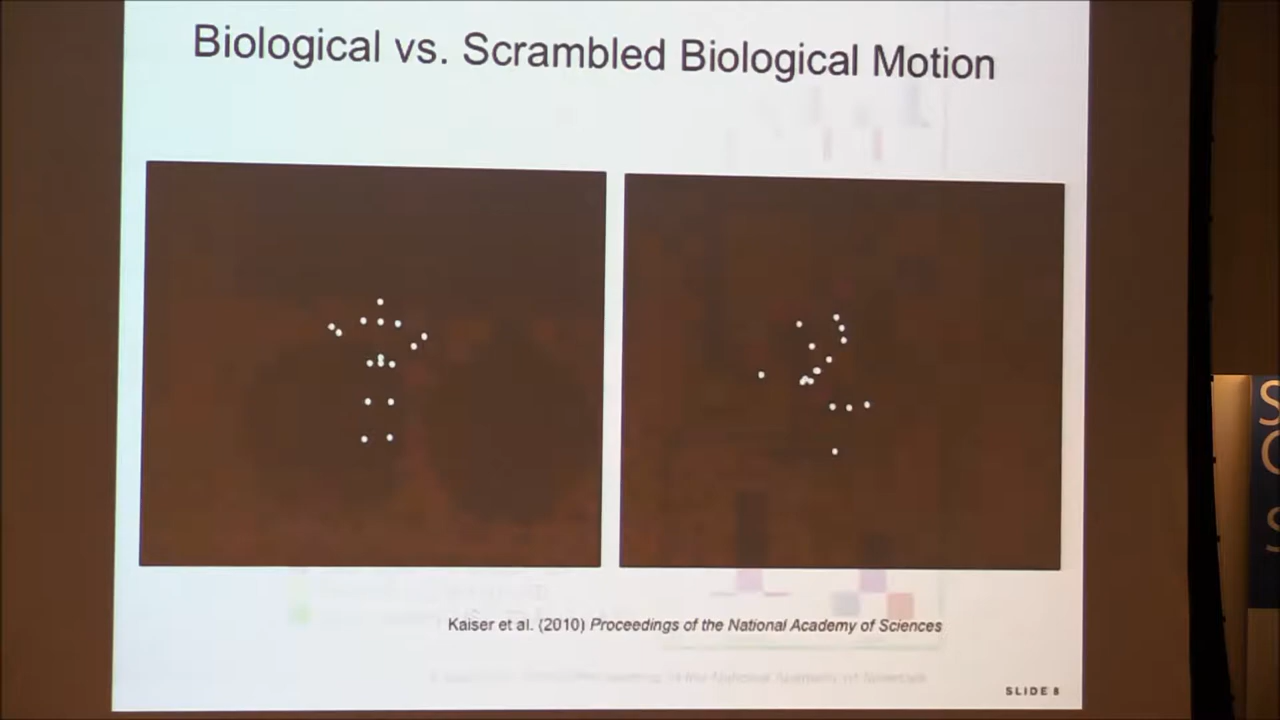 Biological vs. Scrambled Biological Motion
Kaiser et al. (2010) Proceedings of the National Academy of Sciences
SLIDE 8